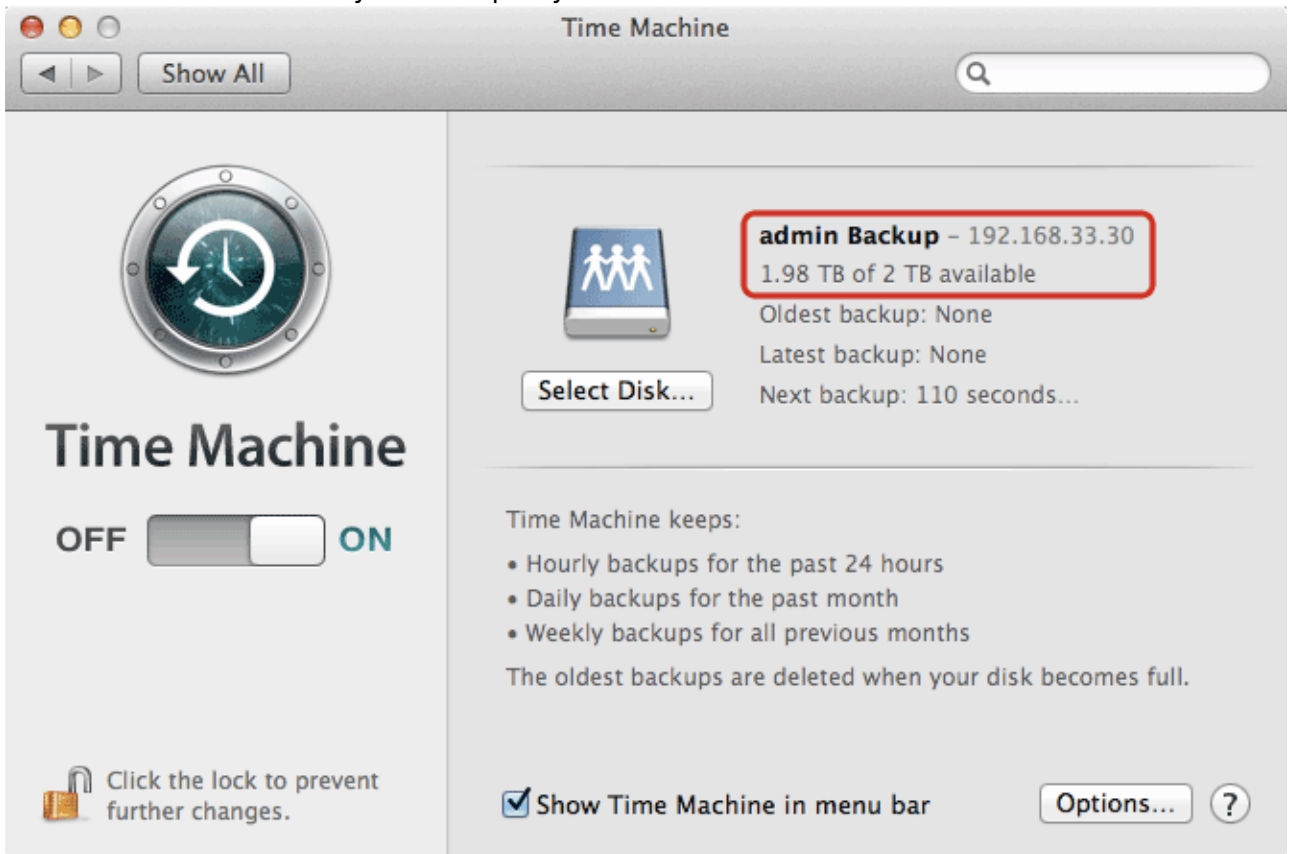 Time Machine
Show All
admin Backup – 192.168.33.30
1.98 TB of 2 TB available
Oldest backup: None
Latest backup: None
Select Disk...
Next backup: 110 seconds...
Time Machine
OFF
ON
Time Machine keeps:
• Hourly backups for the past 24 hours
• Daily backups for the past month
• Weekly backups for all previous months
The oldest backups are deleted when your disk becomes full.
Click the lock to prevent
further changes.
Show Time Machine in menu bar
Options...
?